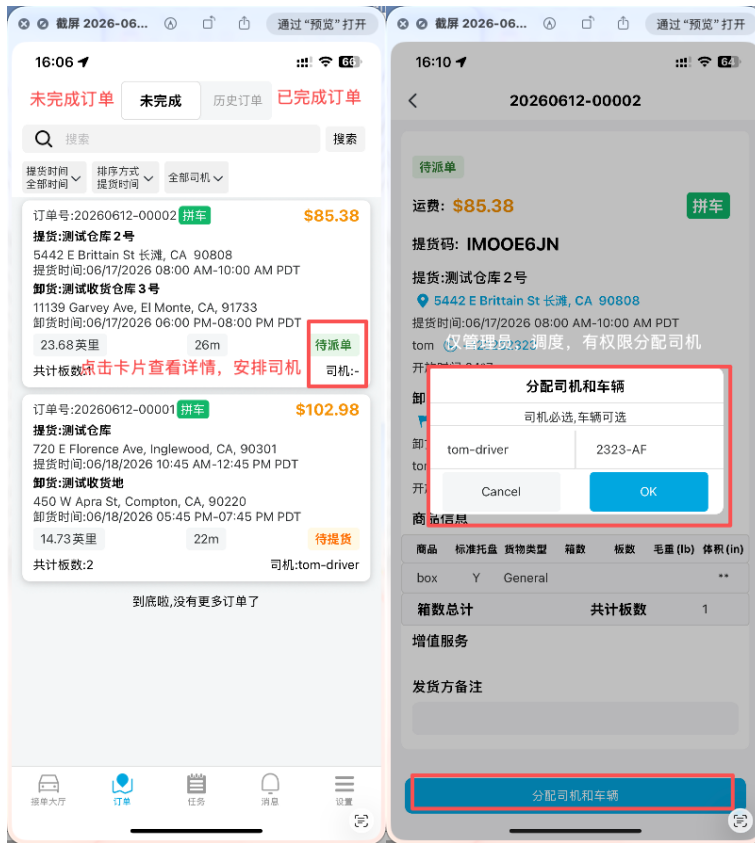 截屏 2026-06...
通过“预览”打开
16:06
66
未完成订单
未完成
历史订单
已完成订单
搜索
搜索
提货时间
全部时间
排序方式
提货时间
全部司机
订单号:20260612-00002
拼车
$85.38
提货:测试仓库2号
5442 E Brittain St 长滩, CA 90808
提货时间:06/17/2026 08:00 AM-10:00 AM PDT
卸货:测试收货仓库3号
11139 Garvey Ave, El Monte, CA, 91733
卸货时间:06/17/2026 06:00 PM-08:00 PM PDT
23.68英里
26m
待派单
共计板数:1
点击卡片查看详情，安排司机
司机:-
订单号:20260612-00001
拼车
$102.98
提货:测试仓库
720 E Florence Ave, Inglewood, CA, 90301
提货时间:06/18/2026 10:45 AM-12:45 PM PDT
卸货:测试收货地
450 W Apra St, Compton, CA, 90220
卸货时间:06/18/2026 05:45 PM-07:45 PM PDT
14.73英里
22m
待提货
共计板数:2
司机:tom-driver
到底啦,没有更多订单了
接单大厅
订单
任务
消息
设置
截屏 2026-06...
通过“预览”打开
16:10
64
20260612-00002
待派单
运费: $85.38
拼车
提货码: IMOOE6JN
提货:测试仓库2号
5442 E Brittain St 长滩, CA 90808
提货时间:06/17/2026 08:00 AM-10:00 AM PDT
tom
仅管理员、调度，有权限分配司机
卸
分配司机和车辆
司机必选,车辆可选
tom-driver
2323-AF
Cancel
OK
商品信息
商品
标准托盘
货物类型
箱数
板数
毛重(lb)
体积(in)
box
Y
General
**
箱数总计
共计板数
1
增值服务
发货方备注
分配司机和车辆